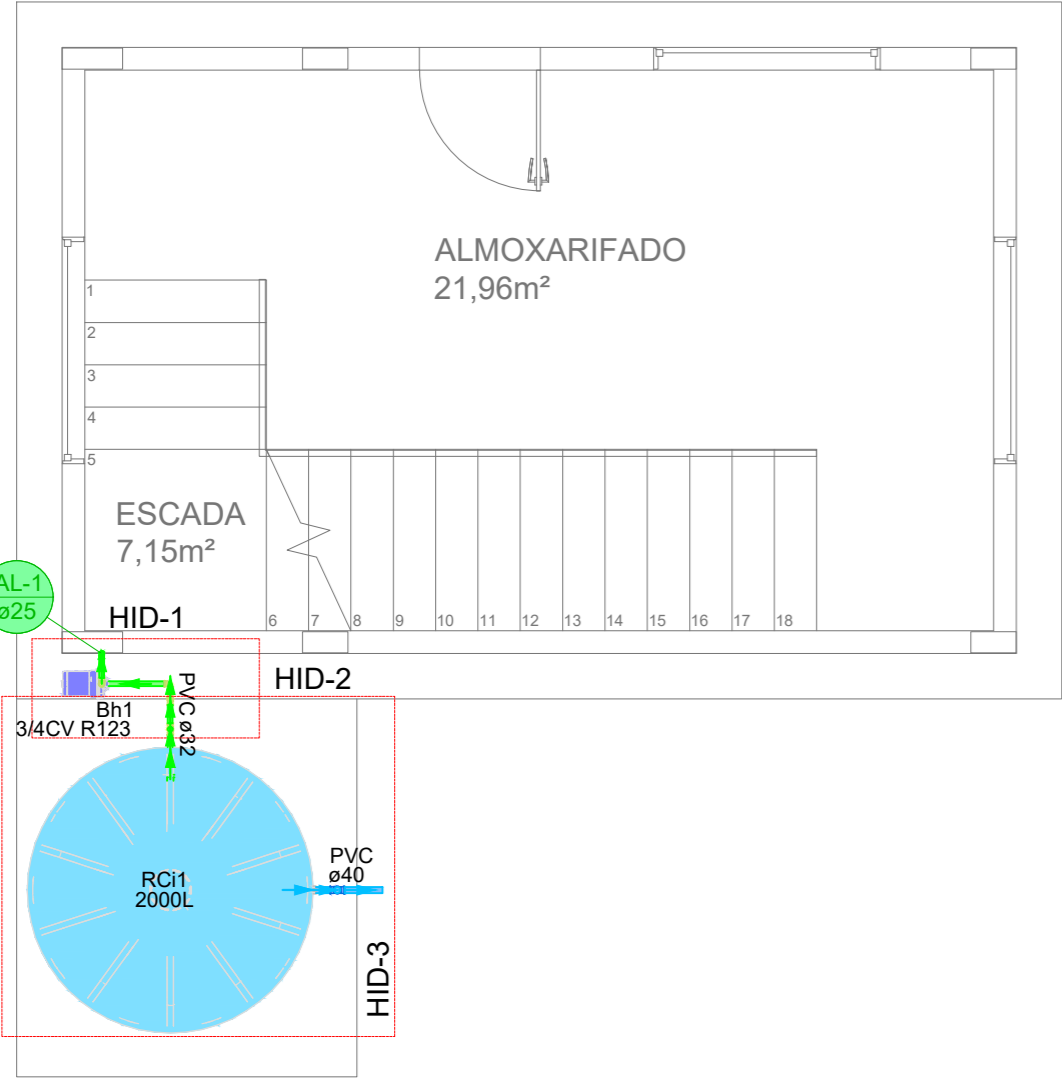 ALMOXARIFADO
21,96m²
1
2
3
4
5
ESCADA
7,15m²
6
7
8
9
10
11
12
13
14
15
16
17
18
AL-1
ø25
HID-1
HID-2
Bh1
3/4CV R123
PVC ø32
RCi1
2000L
PVC
ø40
HID-3